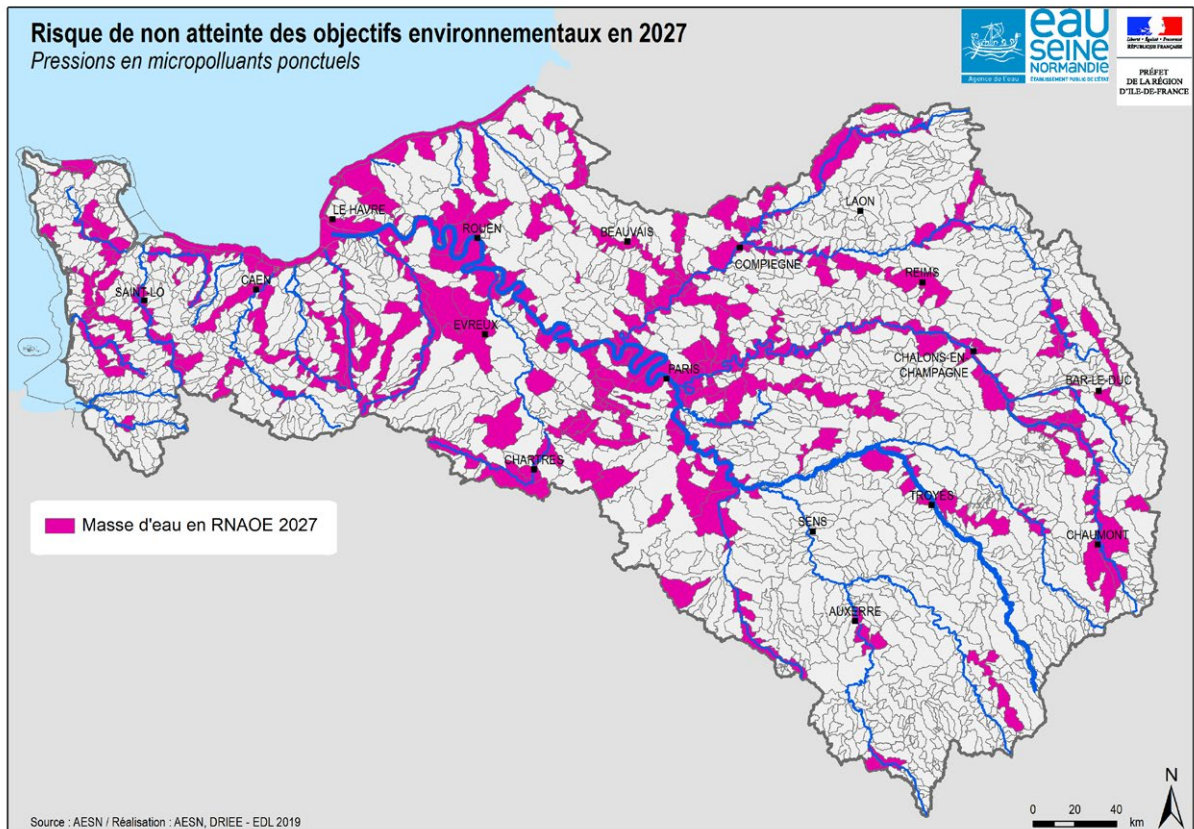 Risque de non atteinte des objectifs environnementaux en 2027
Pressions en micropolluants ponctuels
Agence de l'eau
eau
SEINE
NORMANDIE
ÉTABLISSEMENT PUBLIC DE L'ÉTAT
Liberté • Égalité • Fraternité
RÉPUBLIQUE FRANÇAISE
PRÉFET
DE LA RÉGION
D'ILE-DE-FRANCE
LE HAVRE
ROUEN
BEAUVAIS
LAON
COMPIEGNE
REIMS
CAEN
SAINT-LO
EVREUX
PARIS
CHALONS-EN
CHAMPAGNE
BAR-LE-DUC
CHARTRES
TROYES
SENS
CHAUMONT
AUXERRE
Masse d'eau en RNAOE 2027
N
0 20 40
km
Source : AESN / Réalisation : AESN, DRIEE - EDL 2019